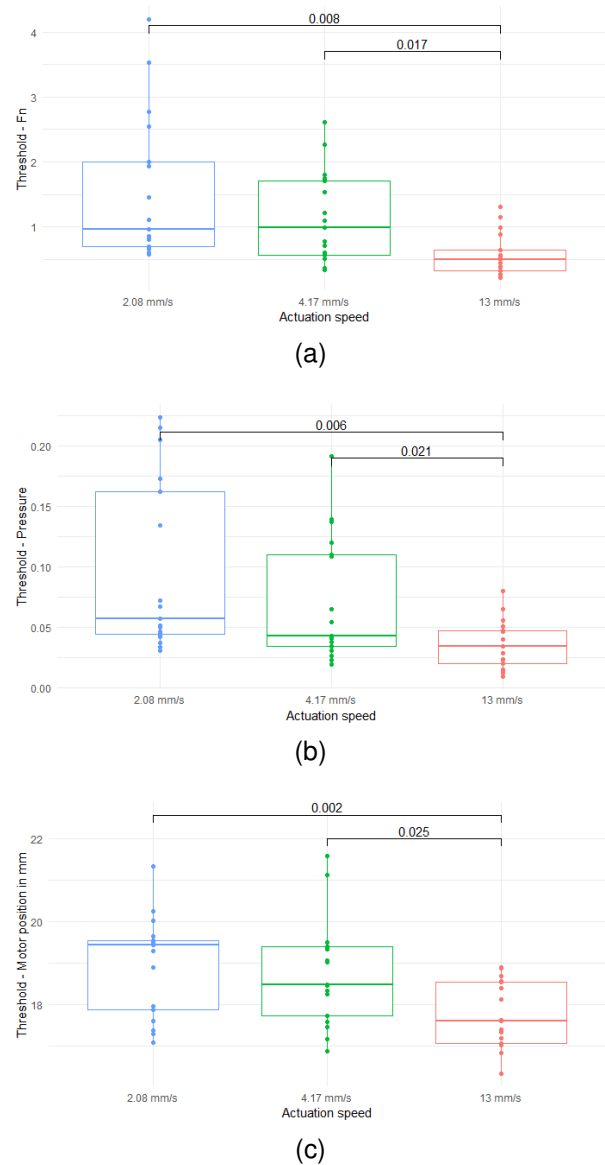 0.008
0.017
4
3
2
1
Threshold - Fn
2.08 mm/s 4.17 mm/s 13 mm/s
Actuation speed
(a)
0.006
0.021
0.20
0.15
0.10
0.05
0.00
Threshold - Pressure
2.08 mm/s 4.17 mm/s 13 mm/s
Actuation speed
(b)
0.002
0.025
22
20
18
Threshold - Motor position in mm
2.08 mm/s 4.17 mm/s 13 mm/s
Actuation speed
(c)